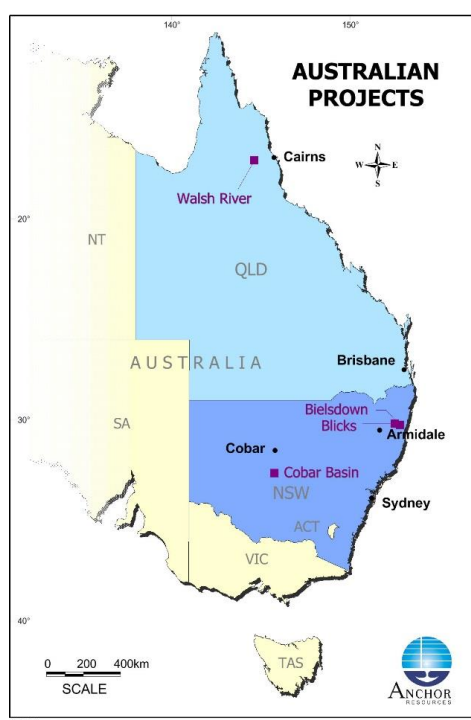 140°
150°
AUSTRALIAN
PROJECTS
Cairns
N
W
E
S
Walsh River
20°
NT
QLD
AUSTRALIA
Brisbane
Bielsdown
Blicks
30°
SA
Armidale
Cobar
Cobar Basin
NSW
Sydney
ACT
VIC
40°
TAS
0 200 400km
SCALE
ANCHOR
RESOURCES